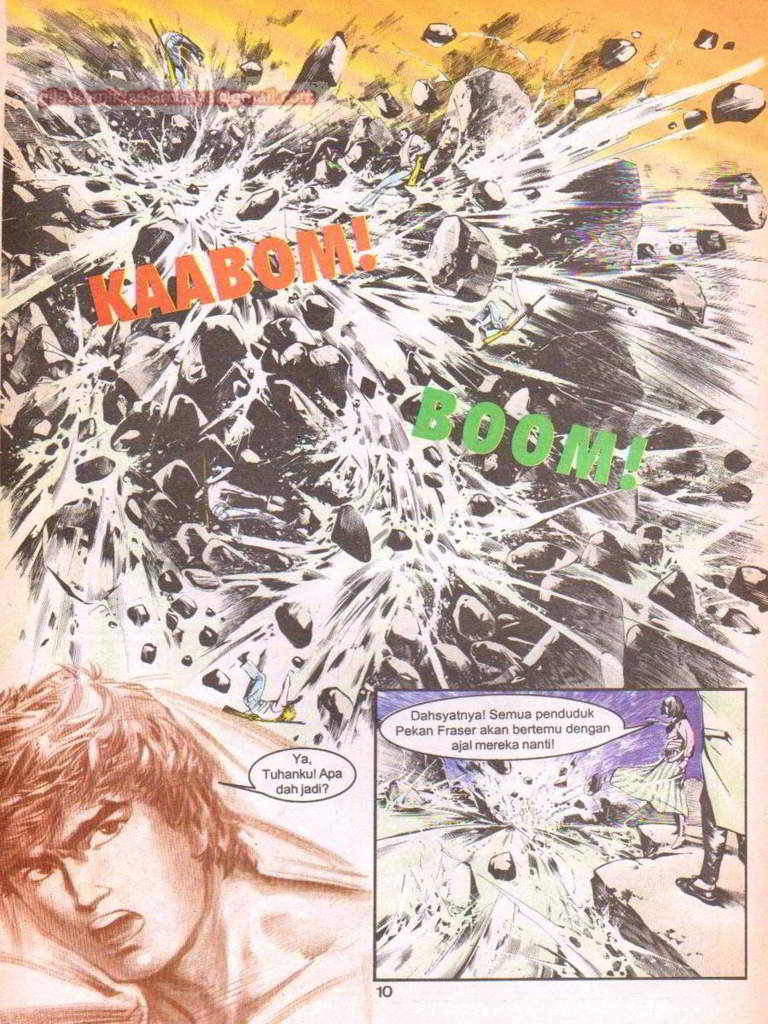 KAABOM!
BOOM!
Ya,
Tuhanku! Apa
dah jadi?
Dahsyatnya! Semua penduduk
Pekan Fraser akan bertemu dengan
ajal mereka nanti!
10